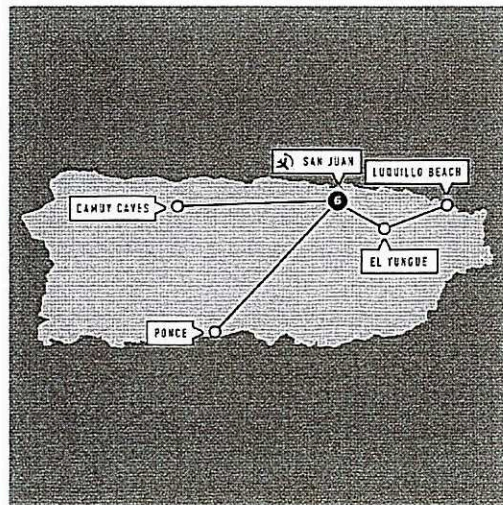 SAN JUAN
LUQUILLO BEACH
CAMUY CAVES
6
EL YUNQUE
PONCE